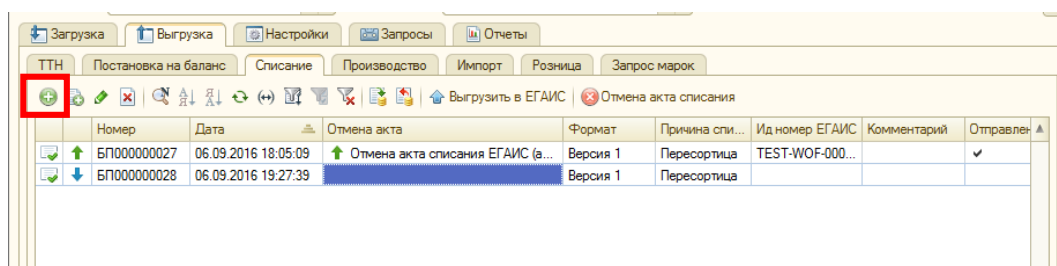 Загрузка Выгрузка Настройки Запросы Отчеты
ТТН Постановка на баланс Списание Производство Импорт Розница Запрос марок
Выгрузить в ЕГАИС Отмена акта списания
Номер Дата Отмена акта Формат Причина спи... Ид номер ЕГАИС Комментарий Отправлен
БП000000027 06.09.2016 18:05:09 Отмена акта списания ЕГАИС (а... Версия 1 Пересортица TEST-WOF-000...
БП000000028 06.09.2016 19:27:39 Версия 1 Пересортица